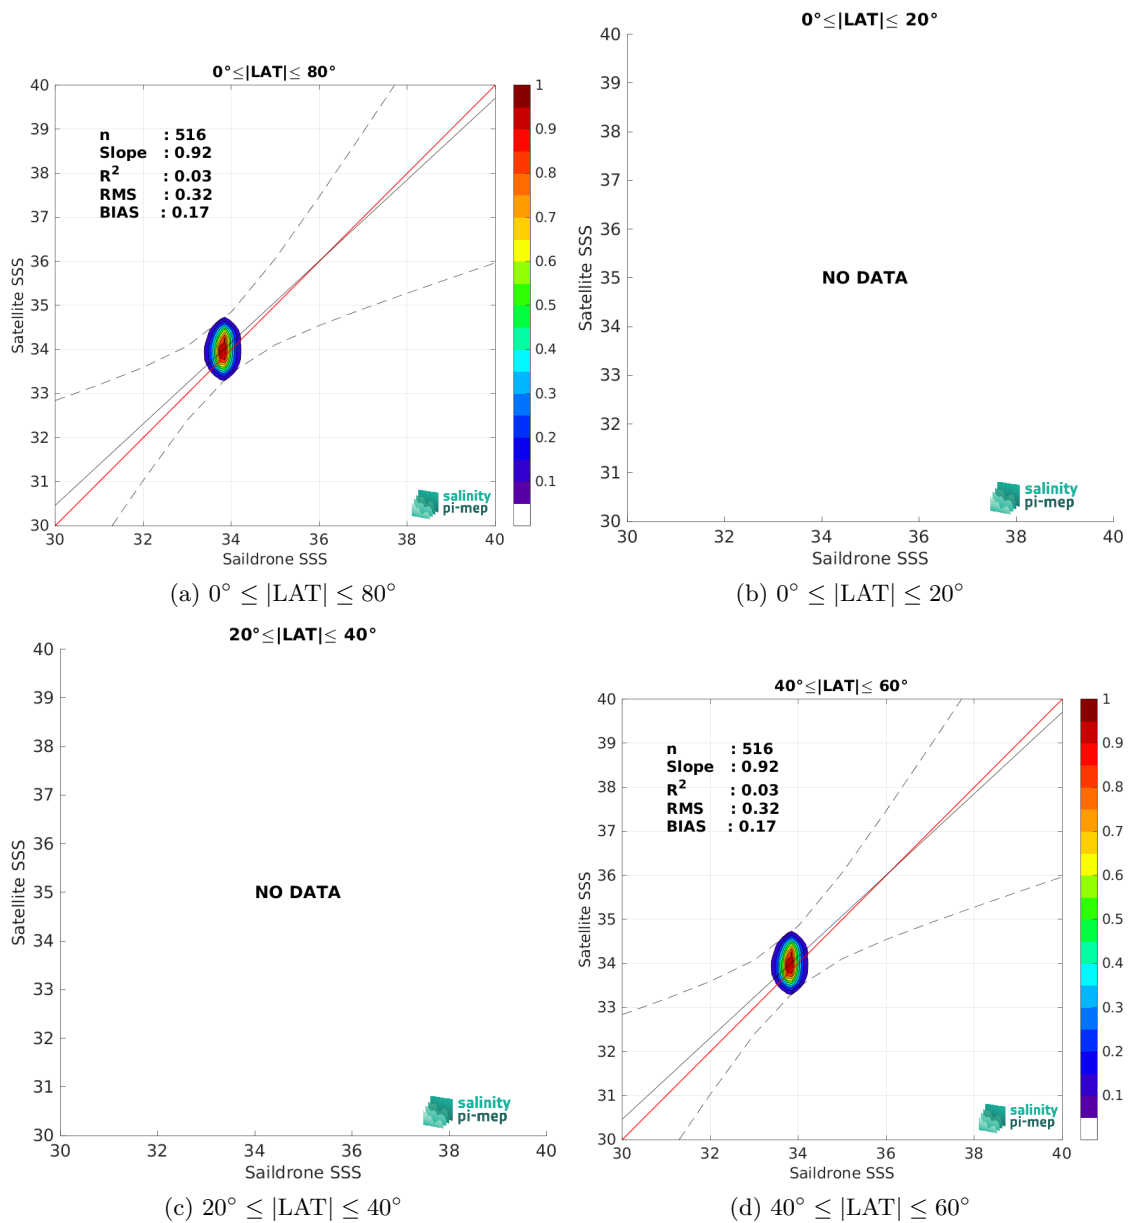 0°≤|LAT|≤ 80°
40
39
38
37
36
35
34
33
32
31
30
Satellite SSS
n : 516
Slope : 0.92
R² : 0.03
RMS : 0.32
BIAS : 0.17
salinity
pi-mep
30 32 34 36 38 40
Saildrone SSS
1
0.9
0.8
0.7
0.6
0.5
0.4
0.3
0.2
0.1
(a) 0° ≤ |LAT| ≤ 80°
0°≤|LAT|≤ 20°
40
39
38
37
36
35
34
33
32
31
30
Satellite SSS
NO DATA
salinity
pi-mep
30 32 34 36 38 40
Saildrone SSS
(b) 0° ≤ |LAT| ≤ 20°
20°≤|LAT|≤ 40°
40
39
38
37
36
35
34
33
32
31
30
Satellite SSS
NO DATA
salinity
pi-mep
30 32 34 36 38 40
Saildrone SSS
(c) 20° ≤ |LAT| ≤ 40°
40°≤|LAT|≤ 60°
40
39
38
37
36
35
34
33
32
31
30
Satellite SSS
n : 516
Slope : 0.92
R² : 0.03
RMS : 0.32
BIAS : 0.17
salinity
pi-mep
30 32 34 36 38 40
Saildrone SSS
1
0.9
0.8
0.7
0.6
0.5
0.4
0.3
0.2
0.1
(d) 40° ≤ |LAT| ≤ 60°